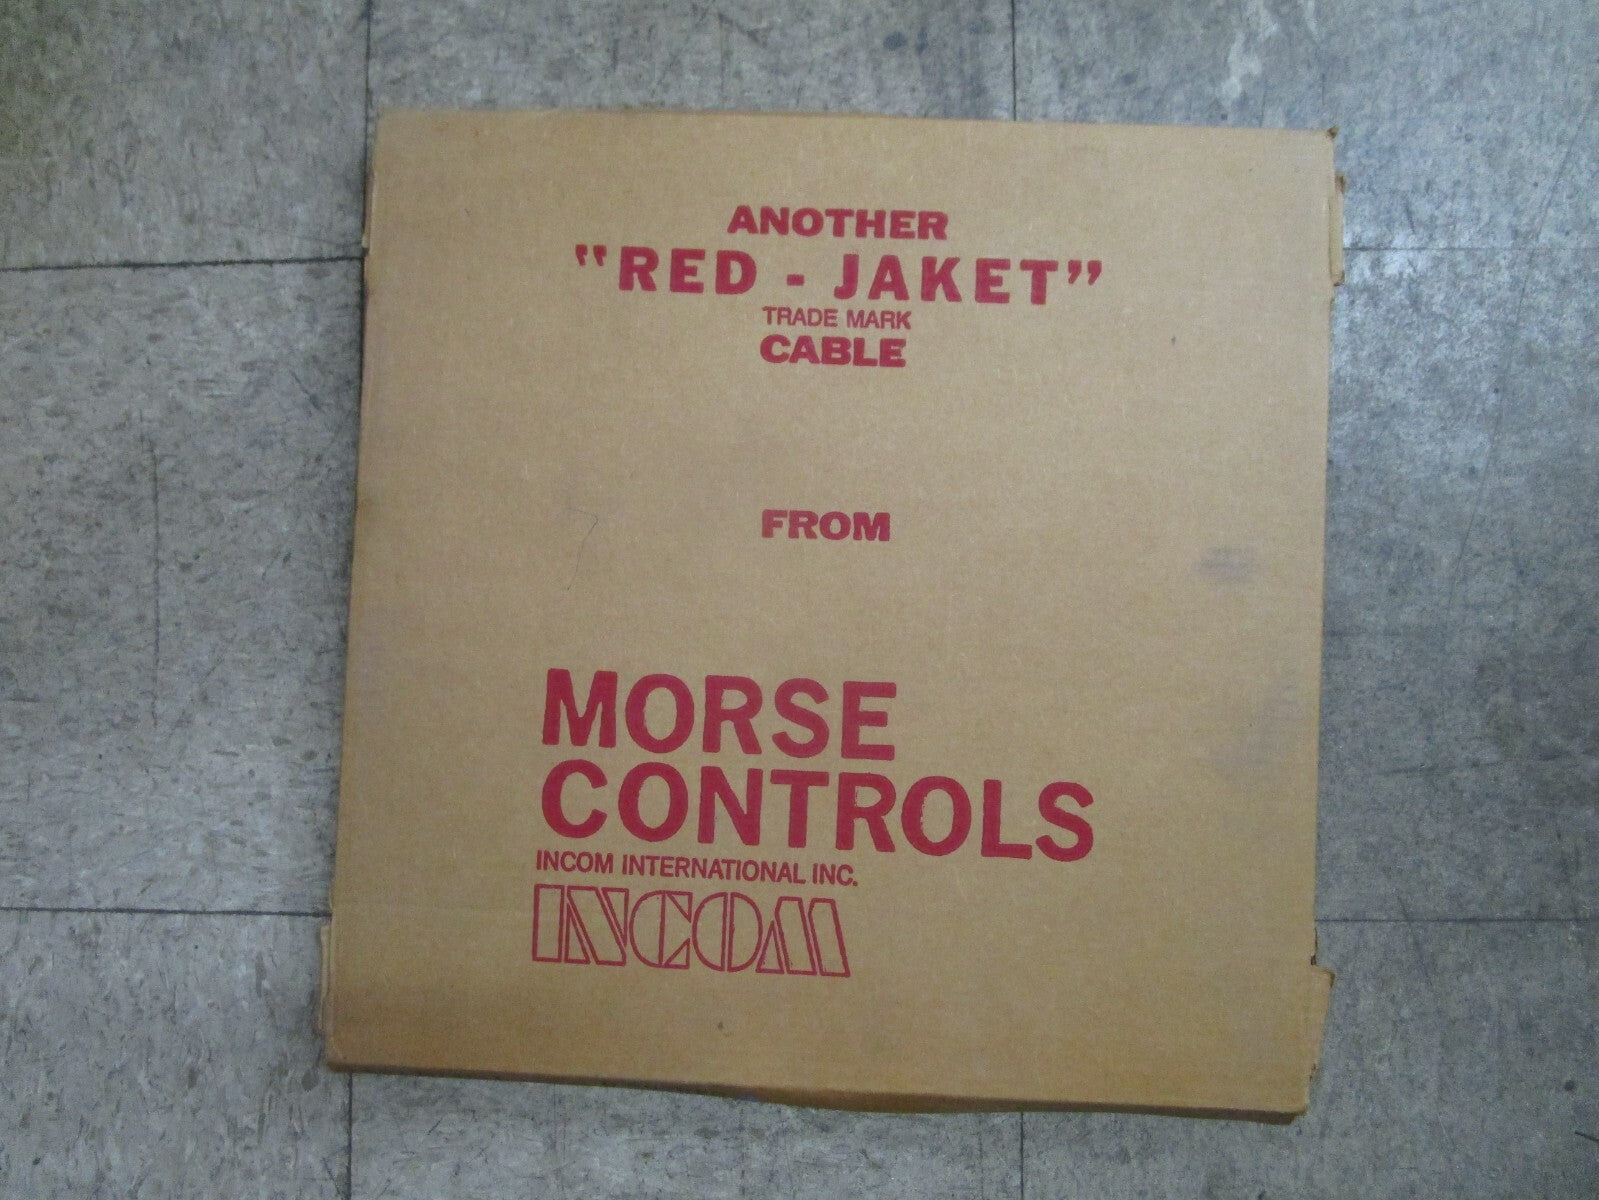 ANOTHER
"RED - JAKET"
TRADE MARK
CABLE
FROM
MORSE
CONTROLS
INCOM INTERNATIONAL INC.
INCOM